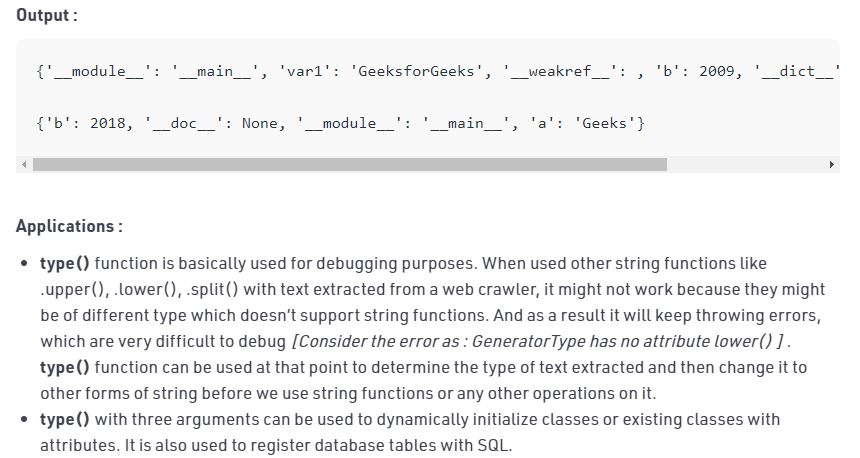 Output :
{'__module__': '__main__', 'var1': 'GeeksforGeeks', '__weakref__': , 'b': 2009, '__dict__'
{'b': 2018, '__doc__': None, '__module__': '__main__', 'a': 'Geeks'}
Applications :
• type() function is basically used for debugging purposes. When used other string functions like
.upper(), .lower(), .split() with text extracted from a web crawler, it might not work because they might
be of different type which doesn’t support string functions. And as a result it will keep throwing errors,
which are very difficult to debug [Consider the error as : GeneratorType has no attribute lower() ] .
type() function can be used at that point to determine the type of text extracted and then change it to
other forms of string before we use string functions or any other operations on it.
• type() with three arguments can be used to dynamically initialize classes or existing classes with
attributes. It is also used to register database tables with SQL.